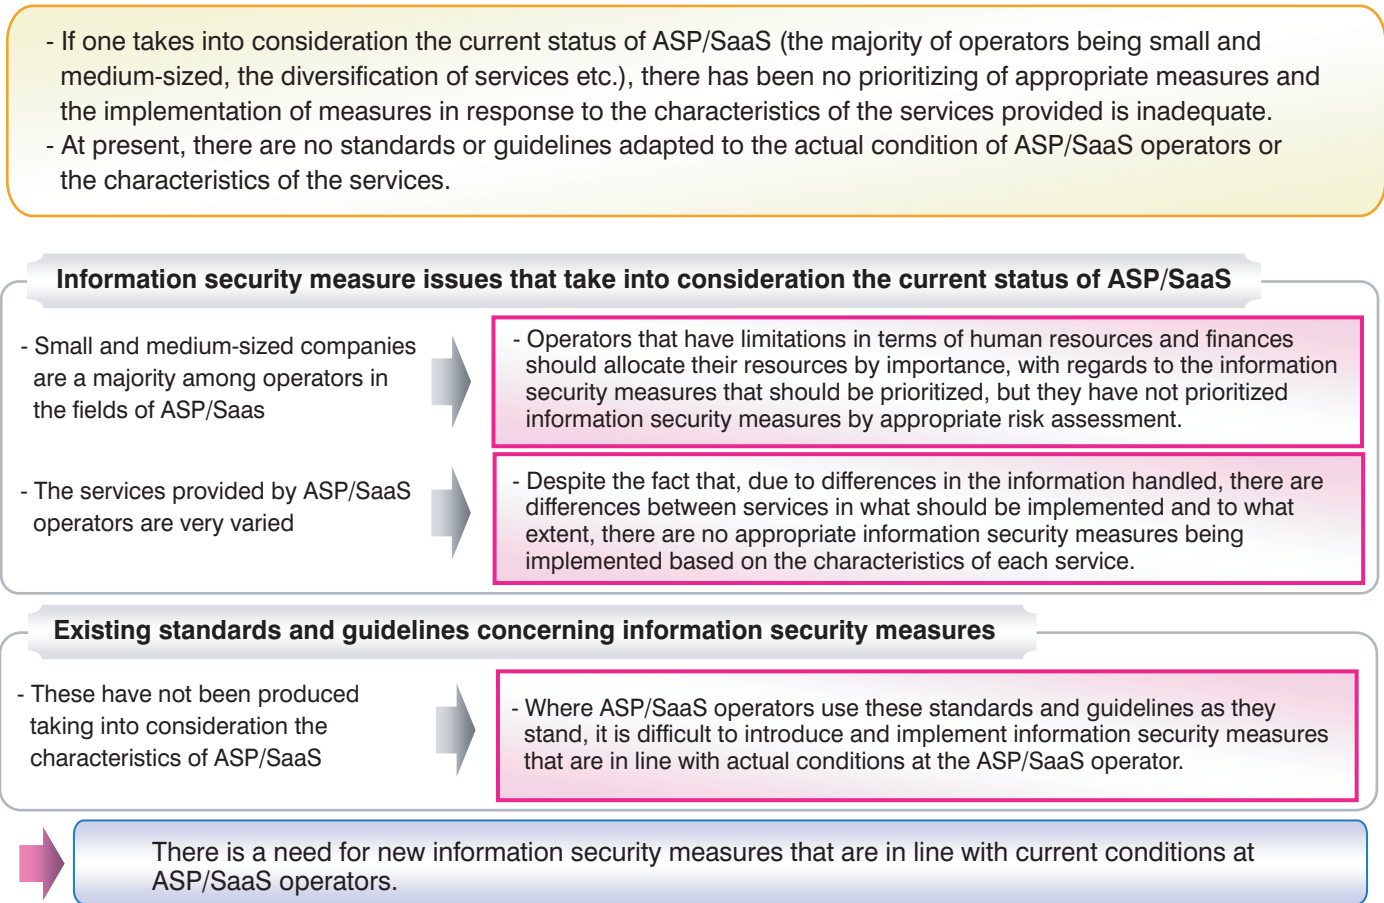 - If one takes into consideration the current status of ASP/SaaS (the majority of operators being small and
medium-sized, the diversification of services etc.), there has been no prioritizing of appropriate measures and
the implementation of measures in response to the characteristics of the services provided is inadequate.
- At present, there are no standards or guidelines adapted to the actual condition of ASP/SaaS operators or
the characteristics of the services.
Information security measure issues that take into consideration the current status of ASP/SaaS
- Small and medium-sized companies
are a majority among operators in
the fields of ASP/Saas
- Operators that have limitations in terms of human resources and finances
should allocate their resources by importance, with regards to the information
security measures that should be prioritized, but they have not prioritized
information security measures by appropriate risk assessment.
- The services provided by ASP/SaaS
operators are very varied
- Despite the fact that, due to differences in the information handled, there are
differences between services in what should be implemented and to what
extent, there are no appropriate information security measures being
implemented based on the characteristics of each service.
Existing standards and guidelines concerning information security measures
- These have not been produced
taking into consideration the
characteristics of ASP/SaaS
- Where ASP/SaaS operators use these standards and guidelines as they
stand, it is difficult to introduce and implement information security measures
that are in line with actual conditions at the ASP/SaaS operator.
There is a need for new information security measures that are in line with current conditions at
ASP/SaaS operators.